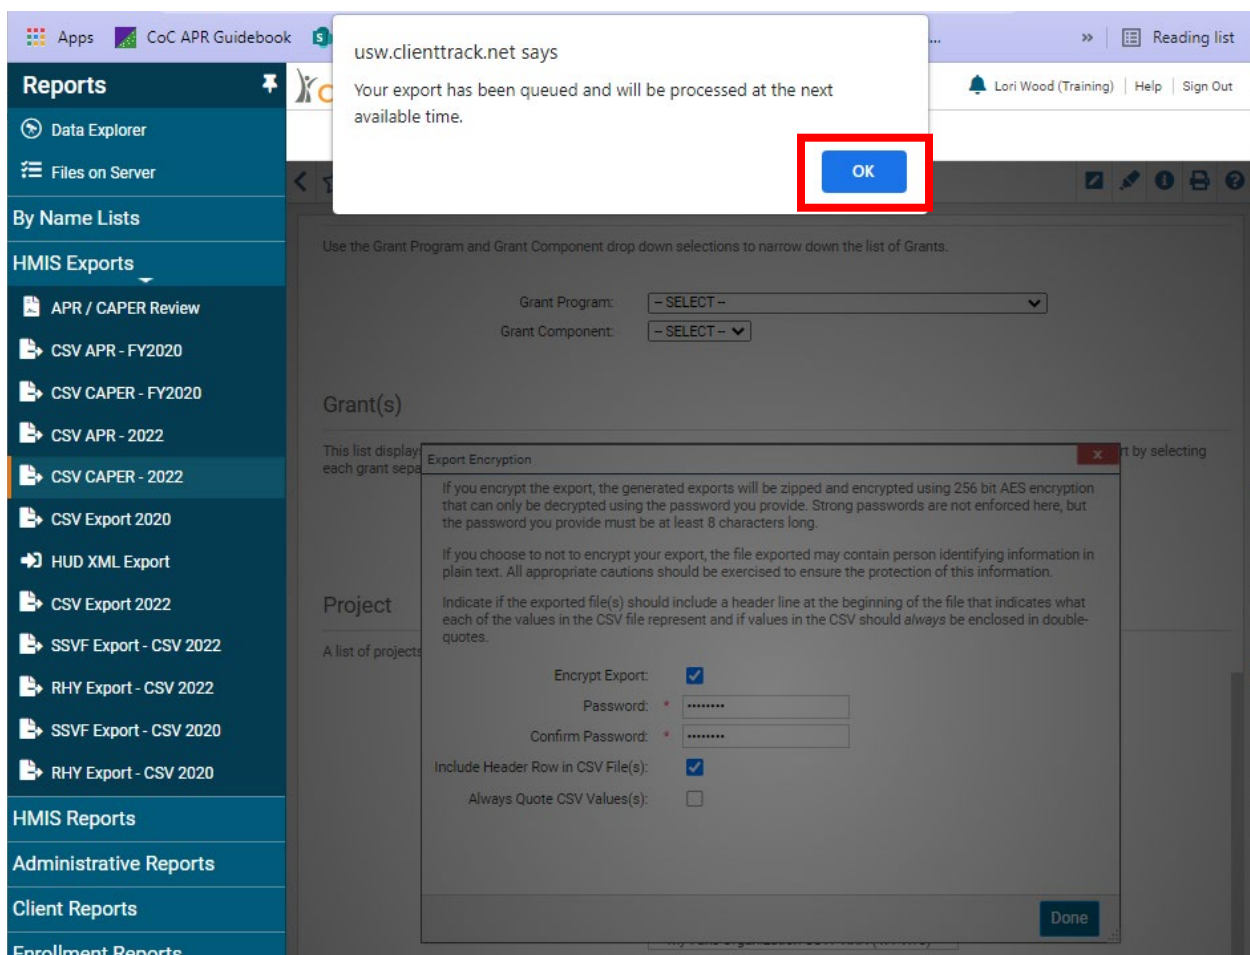 Apps
CoC APR Guidebook
...
»
Reading list
usw.clienttrack.net says
Your export has been queued and will be processed at the next
available time.
OK
Reports
Lori Wood (Training) | Help | Sign Out
Data Explorer
Files on Server
By Name Lists
HMIS Exports
APR / CAPER Review
CSV APR - FY2020
CSV CAPER - FY2020
CSV APR - 2022
CSV CAPER - 2022
CSV Export 2020
HUD XML Export
CSV Export 2022
SSVF Export - CSV 2022
RHY Export - CSV 2022
SSVF Export - CSV 2020
RHY Export - CSV 2020
HMIS Reports
Administrative Reports
Client Reports
Enrollment Reports
Use the Grant Program and Grant Component drop down selections to narrow down the list of Grants.
Grant Program: -- SELECT --
Grant Component: -- SELECT --
Grant(s)
This list display
rt by selecting
each grant sepa
Project
A list of projects
Export Encryption
x
If you encrypt the export, the generated exports will be zipped and encrypted using 256 bit AES encryption
that can only be decrypted using the password you provide. Strong passwords are not enforced here, but
the password you provide must be at least 8 characters long.
If you choose to not to encrypt your export, the file exported may contain person identifying information in
plain text. All appropriate cautions should be exercised to ensure the protection of this information.
Indicate if the exported file(s) should include a header line at the beginning of the file that indicates what
each of the values in the CSV file represent and if values in the CSV should always be enclosed in double-
quotes.
Encrypt Export:
Password: * ••••••••
Confirm Password: * ••••••••
Include Header Row in CSV File(s):
Always Quote CSV Values(s):
Done